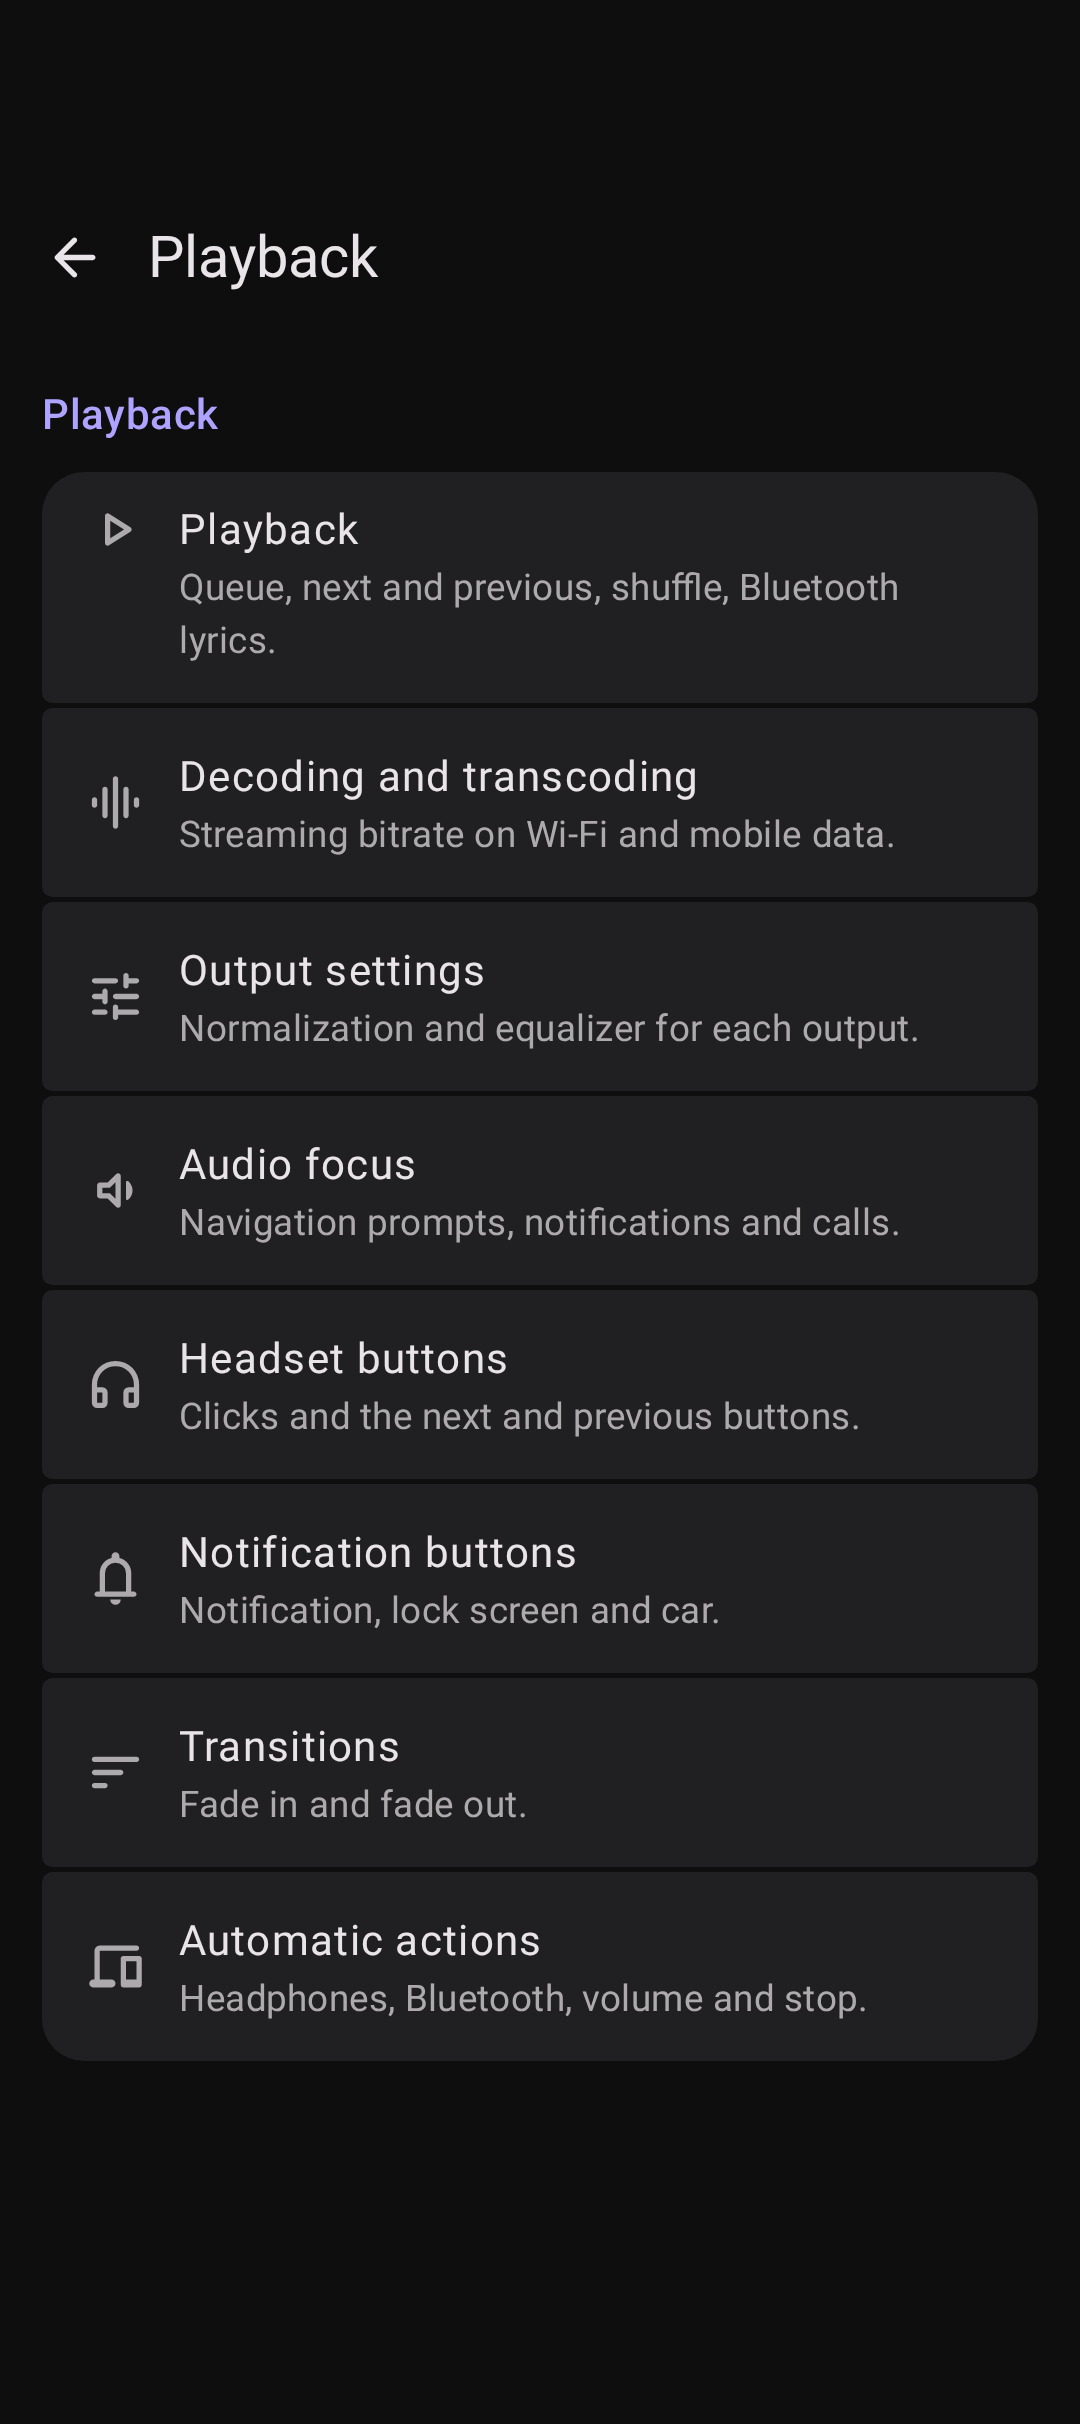 Playback
Playback
Playback
Queue, next and previous, shuffle, Bluetooth
lyrics.
Decoding and transcoding
Streaming bitrate on Wi-Fi and mobile data.
Output settings
Normalization and equalizer for each output.
Audio focus
Navigation prompts, notifications and calls.
Headset buttons
Clicks and the next and previous buttons.
Notification buttons
Notification, lock screen and car.
Transitions
Fade in and fade out.
Automatic actions
Headphones, Bluetooth, volume and stop.